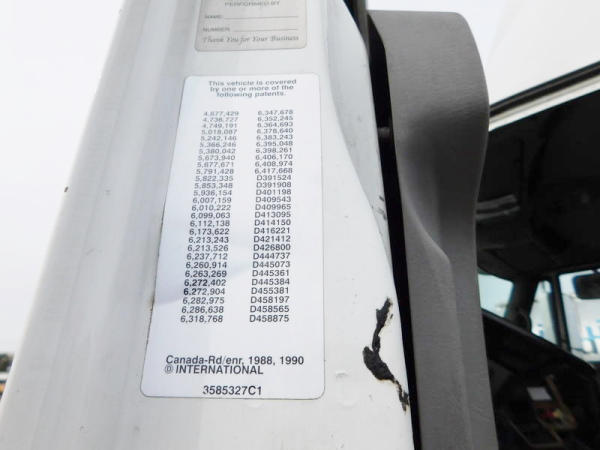 PERFORMED BY
NAME:
NUMBER:
Thank You for Your Business
This vehicle is covered
by one or more of the
following patents.
4,677,429 6,347,678
4,736,727 6,352,245
4,749,191 6,364,693
5,018,087 6,378,640
5,242,146 6,383,243
5,366,246 6,395,048
5,380,042 6,398,261
5,673,940 6,406,170
5,677,671 6,408,974
5,791,428 6,417,668
5,822,335 D391524
5,853,348 D391908
5,936,154 D401198
6,007,159 D409543
6,010,222 D409965
6,099,063 D413095
6,112,138 D414150
6,173,622 D416221
6,213,243 D421412
6,213,526 D426800
6,237,712 D444737
6,260,914 D445073
6,263,269 D445361
6,272,402 D445384
6,272,904 D455381
6,282,975 D458197
6,286,638 D458565
6,318,768 D458875
Canada-Rd/enr, 1988, 1990
© INTERNATIONAL
3585327C1